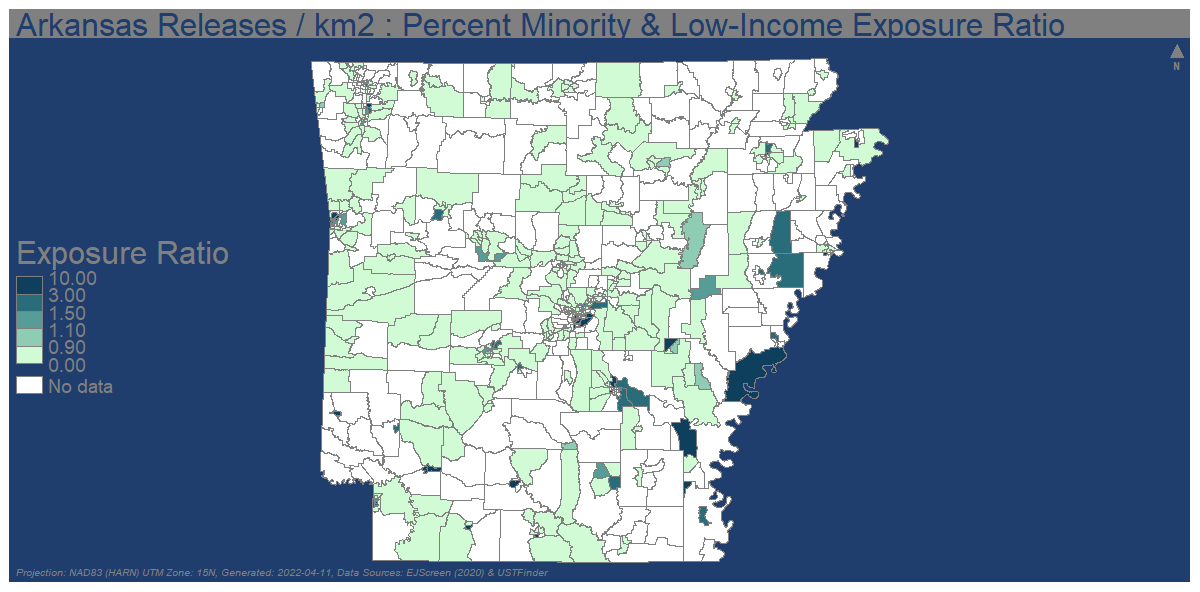 Arkansas Releases / km2 : Percent Minority & Low-Income Exposure Ratio
N
Exposure Ratio
10.00
3.00
1.50
1.10
0.90
0.00
No data
Projection: NAD83 (HARN) UTM Zone: 15N, Generated: 2022-04-11, Data Sources: EJScreen (2020) & USTFinder